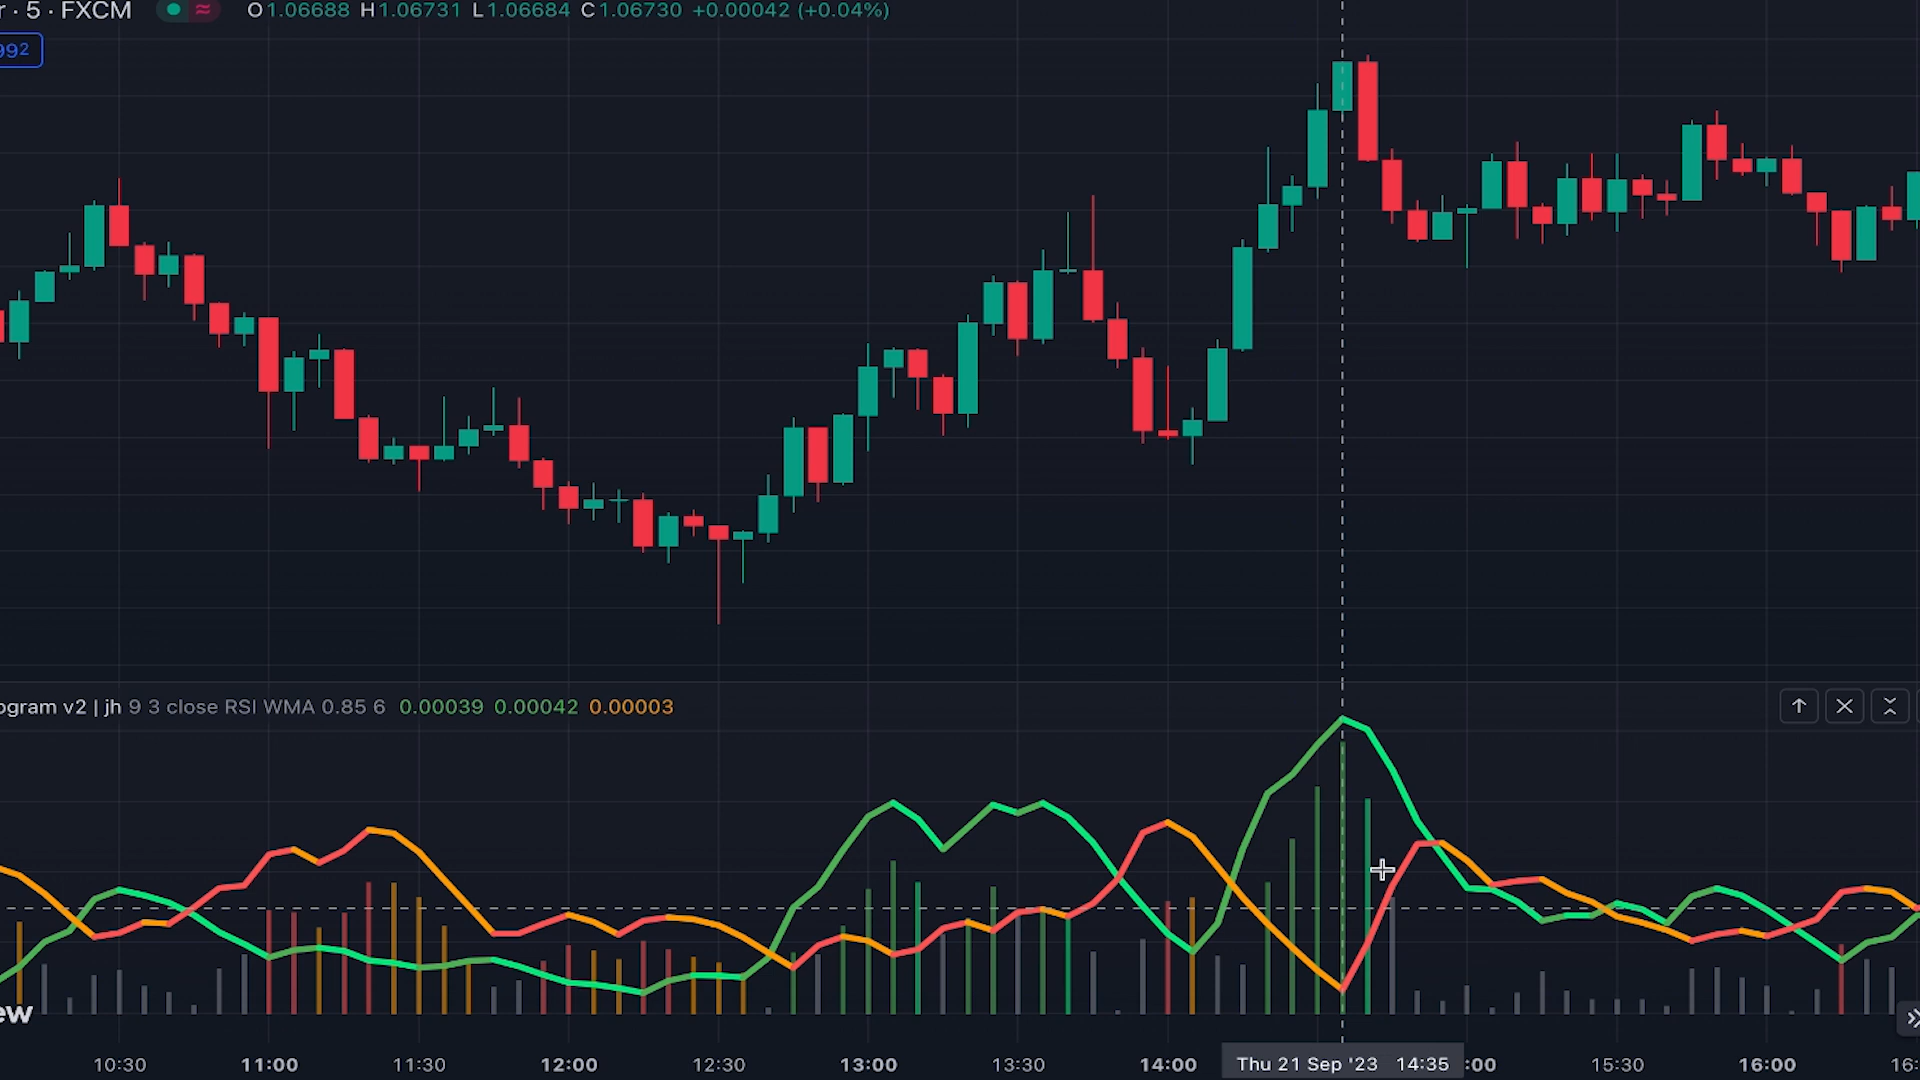 r · 5 · FXCM O1.06688 H1.06731 L1.06684 C1.06730 +0.00042 (+0.04%)
992
ogram v2 | jh 9 3 close RSI WMA 0.85 6 0.00039 0.00042 0.00003
ew
10:30 11:00 11:30 12:00 12:30 13:00 13:30 14:00 Thu 21 Sep '23 14:35 :00 15:30 16:00 16: